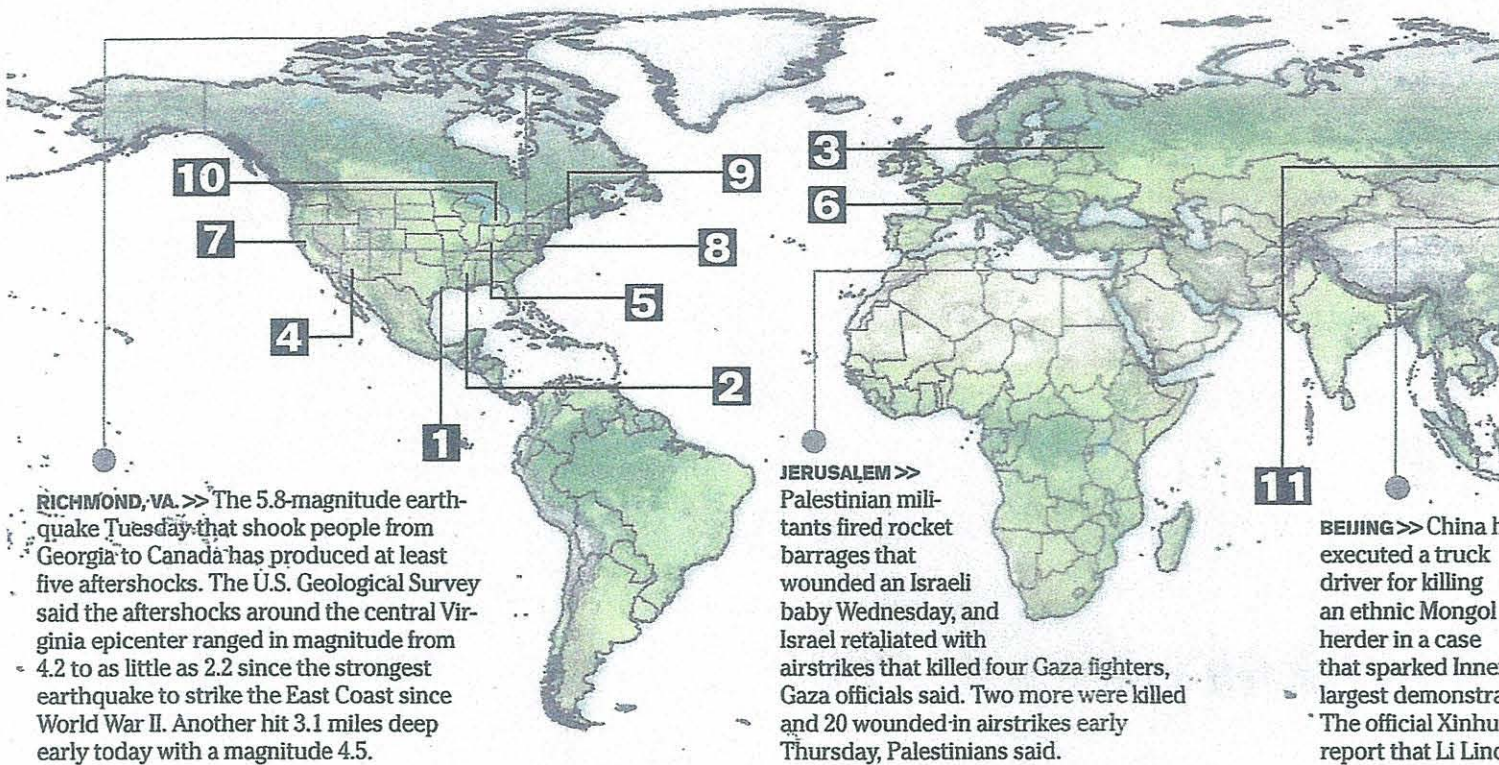 3
10
9
6
7
8
5
4
2
1
11
RICHMOND, VA. >> The 5.8-magnitude earth-
quake Tuesday that shook people from
Georgia to Canada has produced at least
five aftershocks. The U.S. Geological Survey
said the aftershocks around the central Vir-
ginia epicenter ranged in magnitude from
4.2 to as little as 2.2 since the strongest
earthquake to strike the East Coast since
World War II. Another hit 3.1 miles deep
early today with a magnitude 4.5.
JERUSALEM >>
Palestinian mili-
tants fired rocket
barrages that
wounded an Israeli
baby Wednesday, and
Israel retaliated with
airstrikes that killed four Gaza fighters,
Gaza officials said. Two more were killed
and 20 wounded in airstrikes early
Thursday, Palestinians said.
BEIJING >> China h
executed a truck
driver for killing
an ethnic Mongol
herder in a case
that sparked Inne
largest demonstra
The official Xinhu
report that Li Lin